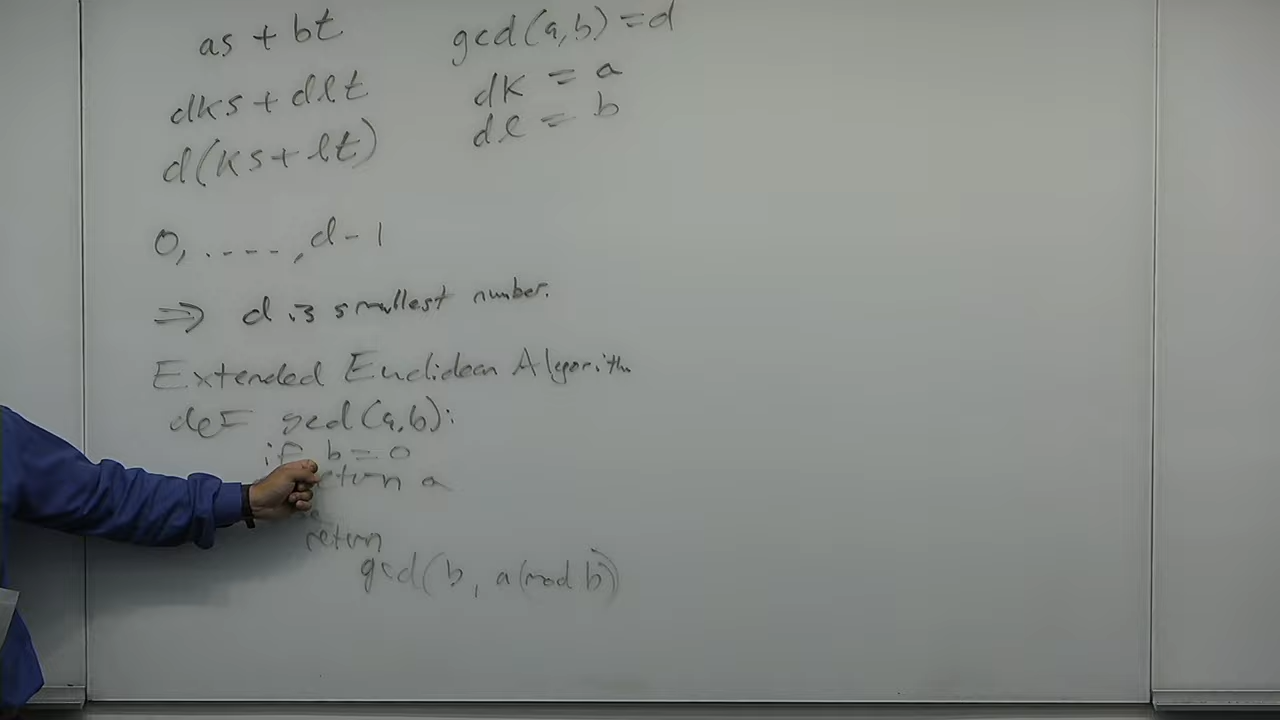 as + bt
gcd(a,b) = d
dks + dlt
dk = a
d(ks + lt)
dl = b
0, ....., d-1
⇒ d is smallest number.
Extended Euclidean Algorithm
def gcd(a,b):
if b = 0
return a
return
gcd(b, a(mod b))